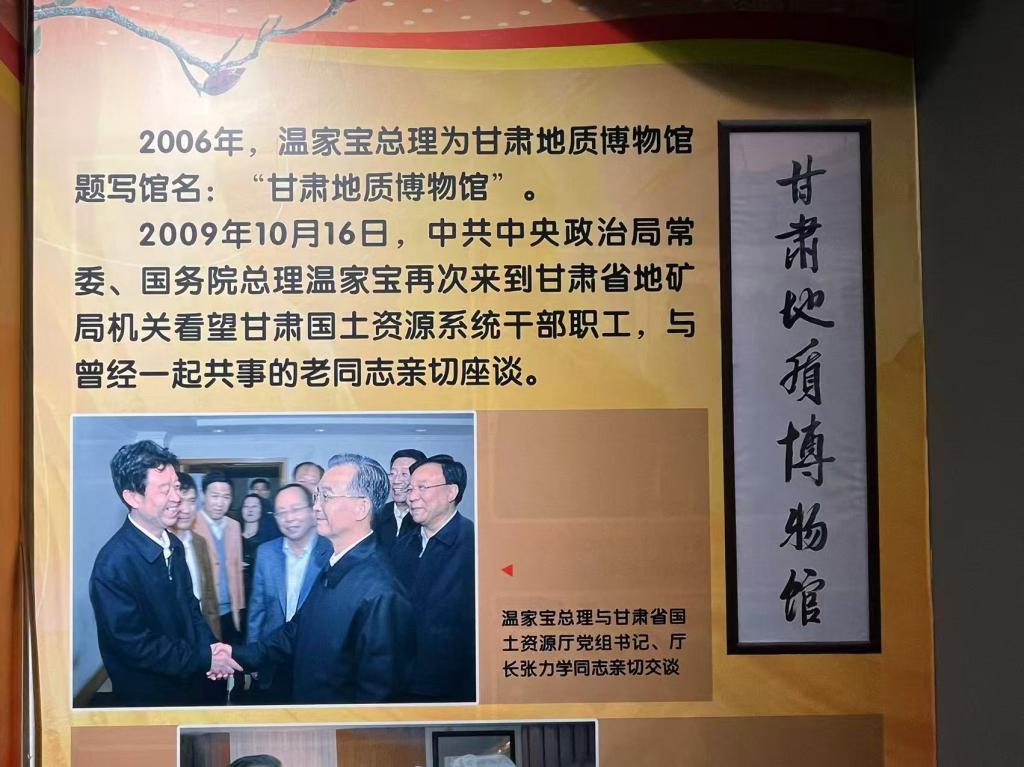 2006年，温家宝总理为甘肃地质博物馆
题写馆名：“甘肃地质博物馆”。
2009年10月16日，中共中央政治局常
委、国务院总理温家宝再次来到甘肃省地矿
局机关看望甘肃国土资源系统干部职工，与
曾经一起共事的老同志亲切座谈。
甘肃地质博物馆
温家宝总理与甘肃省国
土资源厅党组书记、厅
长张力学同志亲切交谈